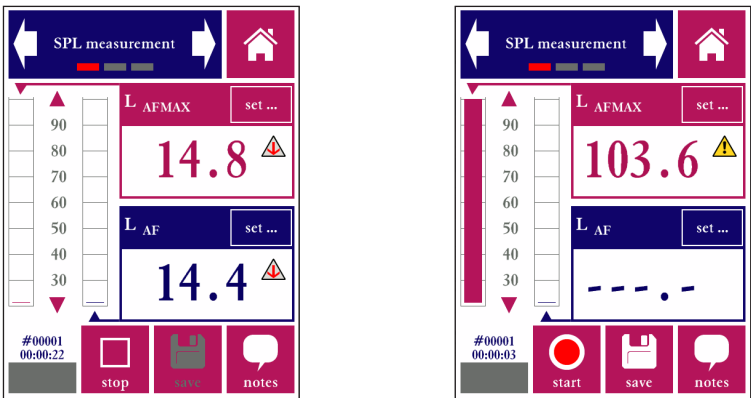 SPL measurement
L AFMAX set ...
90
80
70
60
50
40
30
14.8
L AF set ...
14.4
#00001
00:00:22
stop save notes
SPL measurement
L AFMAX set ...
90
80
70
60
50
40
30
103.6
L AF set ...
---.-
#00001
00:00:03
start save notes